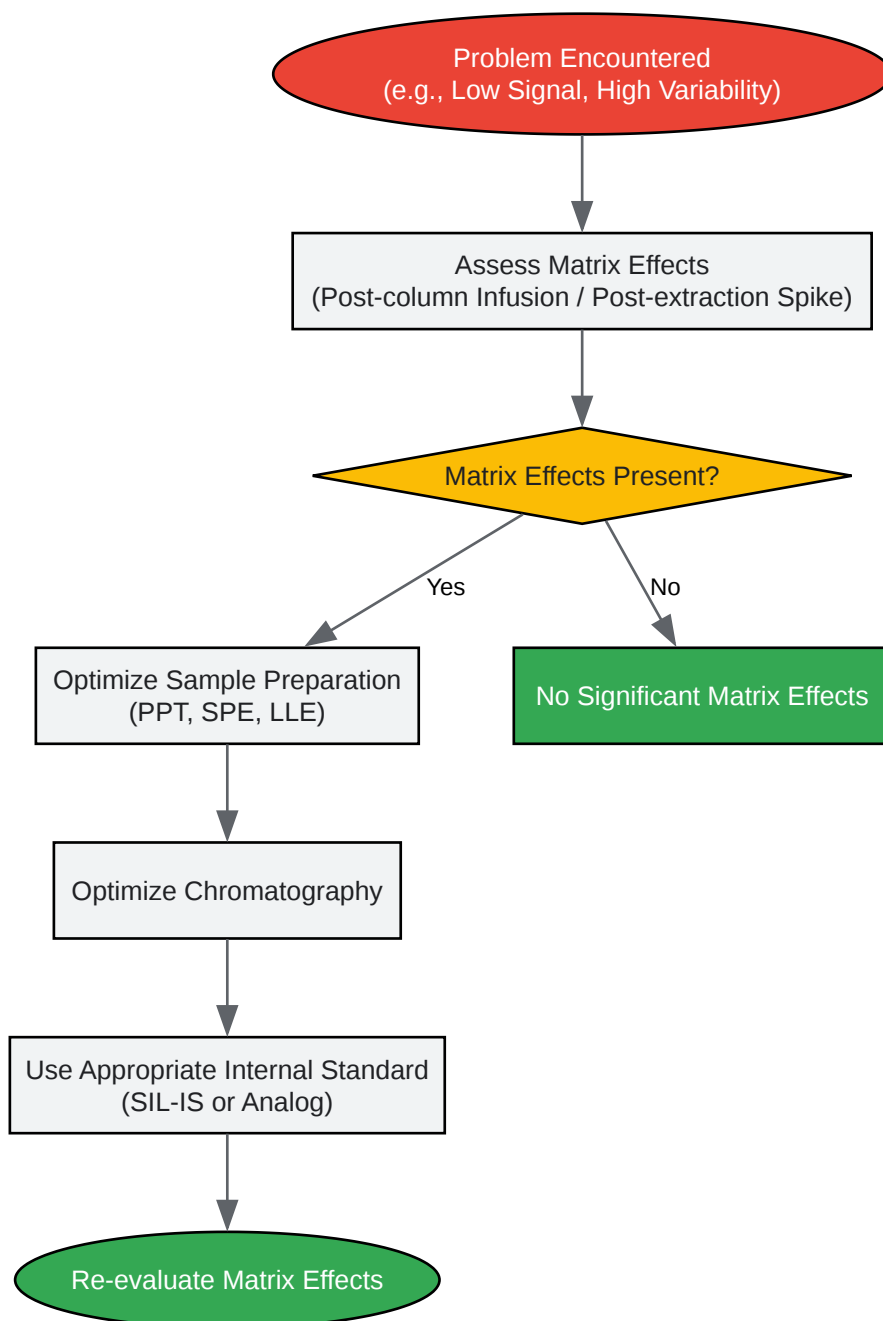 Problem Encountered
(e.g., Low Signal, High Variability)
Assess Matrix Effects
(Post-column Infusion / Post-extraction Spike)
Matrix Effects Present?
Yes
No
Optimize Sample Preparation
(PPT, SPE, LLE)
No Significant Matrix Effects
Optimize Chromatography
Use Appropriate Internal Standard
(SIL-IS or Analog)
Re-evaluate Matrix Effects